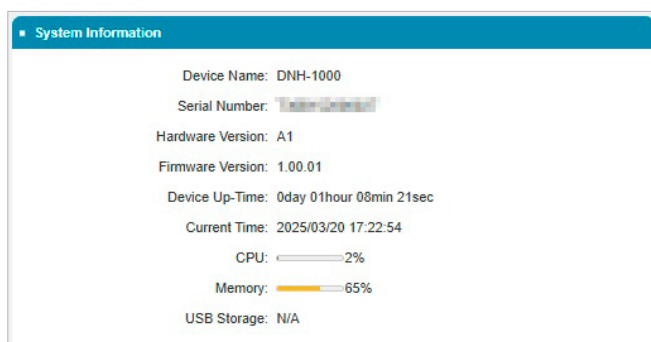 System Information
Device Name: DNH-1000
Serial Number:
Hardware Version: A1
Firmware Version: 1.00.01
Device Up-Time: 0day 01hour 08min 21sec
Current Time: 2025/03/20 17:22:54
CPU: 2%
Memory: 65%
USB Storage: N/A